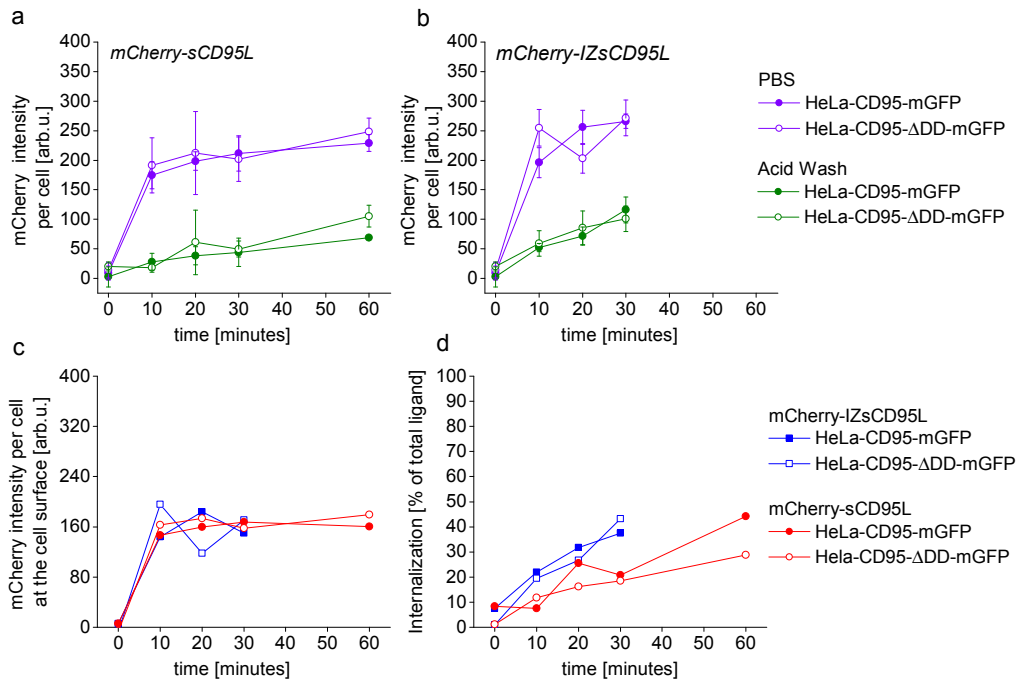 a
mCherry-sCD95L
mCherry intensity
per cell [arb.u.]
400
350
300
250
200
150
100
50
0
0 10 20 30 40 50 60
time [minutes]
b
mCherry-IZsCD95L
mCherry intensity
per cell [arb.u.]
400
350
300
250
200
150
100
50
0
0 10 20 30 40 50 60
time [minutes]
PBS
HeLa-CD95-mGFP
HeLa-CD95-ΔDD-mGFP
Acid Wash
HeLa-CD95-mGFP
HeLa-CD95-ΔDD-mGFP
c
mCherry intensity per cell
at the cell surface [arb.u.]
400
320
240
160
80
0
0 10 20 30 40 50 60
time [minutes]
d
Internalization [% of total ligand]
100
90
80
70
60
50
40
30
20
10
0
0 10 20 30 40 50 60
time [minutes]
mCherry-IZsCD95L
HeLa-CD95-mGFP
HeLa-CD95-ΔDD-mGFP
mCherry-sCD95L
HeLa-CD95-mGFP
Hela-CD95-ΔDD-mGFP